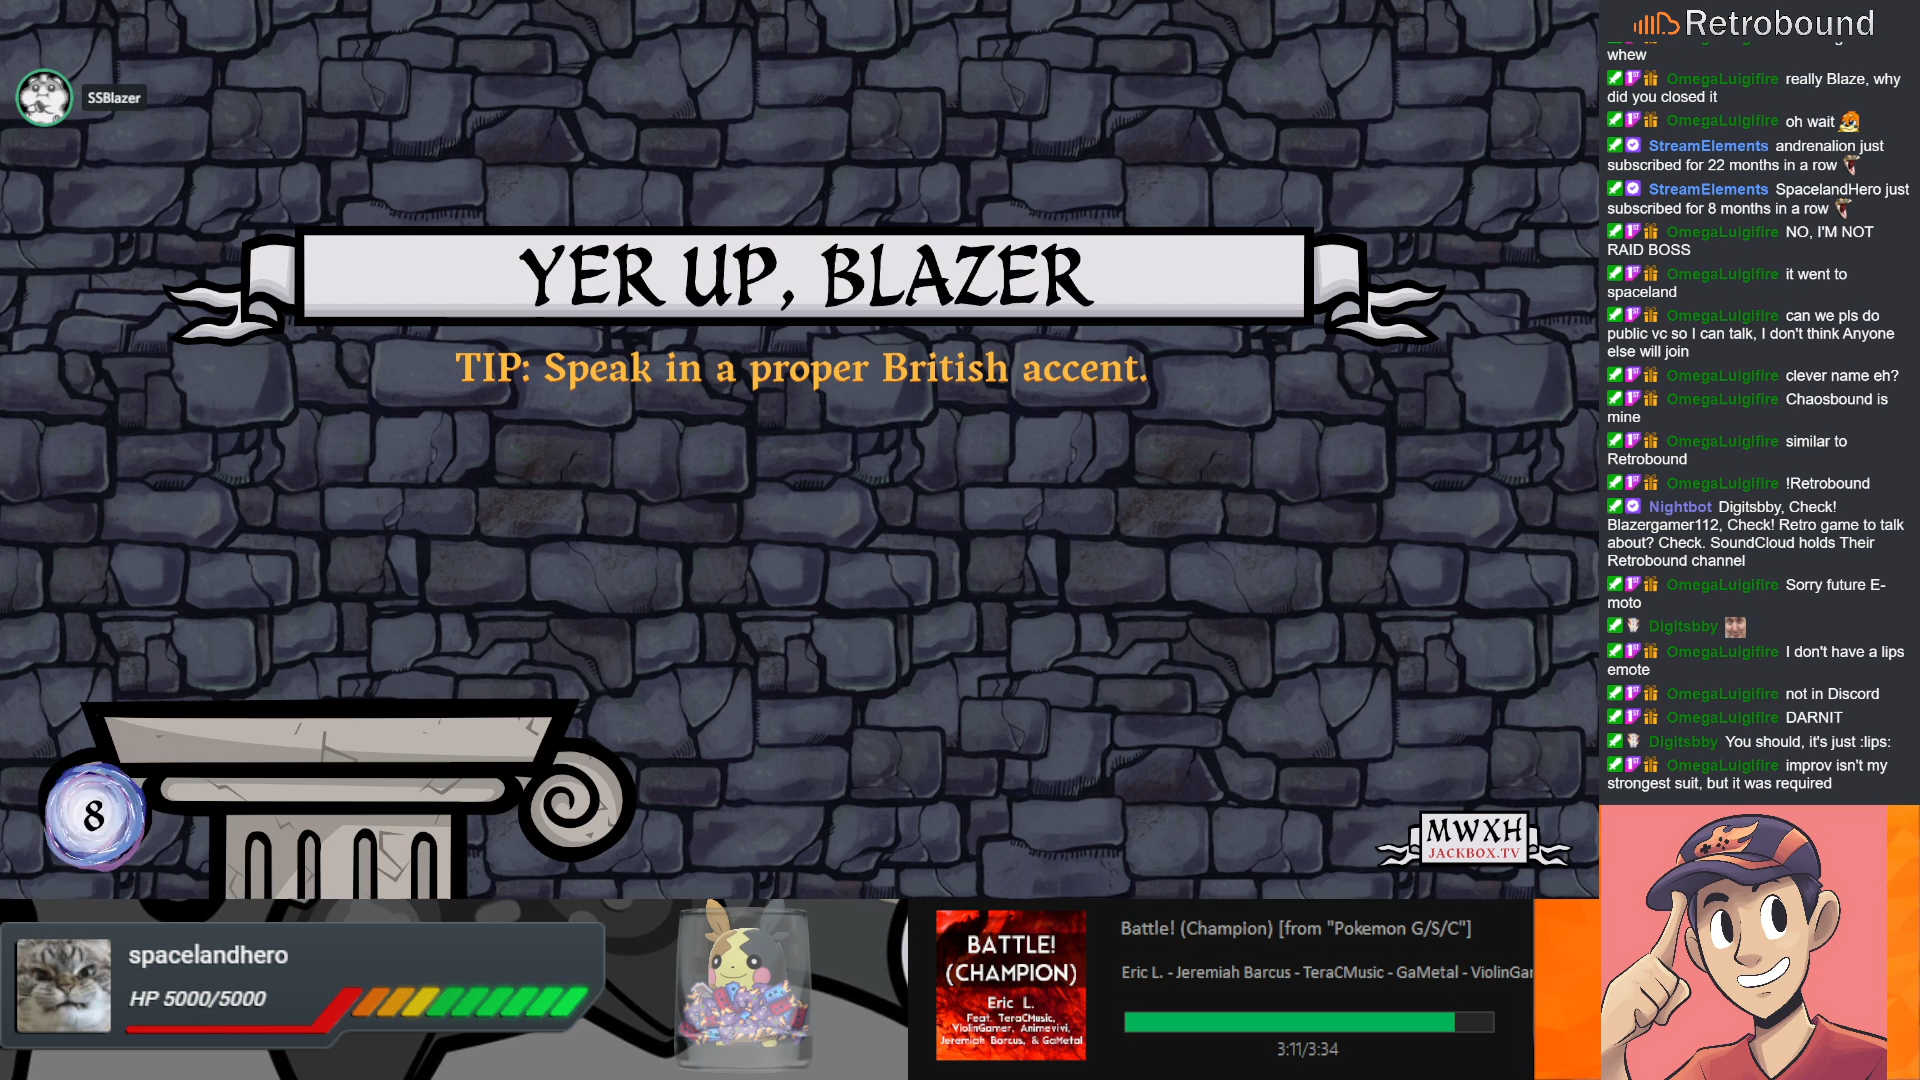 SSBlazer
YER UP, BLAZER
TIP: Speak in a proper British accent.
8
MWXH
JACKBOX.TV
Retrobound
whew
OmegaLuigifire really Blaze, why
did you closed it
OmegaLuigifire oh wait
StreamElements andrenalion just
subscribed for 22 months in a row
StreamElements SpacelandHero just
subscribed for 8 months in a row
OmegaLuigifire NO, I'M NOT
RAID BOSS
OmegaLuigifire it went to
spaceland
OmegaLuigifire can we pls do
public vc so I can talk, I don't think Anyone
else will join
OmegaLuigifire clever name eh?
OmegaLuigifire Chaosbound is
mine
OmegaLuigifire similar to
Retrobound
OmegaLuigifire !Retrobound
Nightbot Digitsbby, Check!
Blazergamer112, Check! Retro game to talk
about? Check. SoundCloud holds Their
Retrobound channel
OmegaLuigifire Sorry future E-
moto
Digitsbby
OmegaLuigifire I don't have a lips
emote
OmegaLuigifire not in Discord
OmegaLuigifire DARNIT
Digitsbby You should, it's just :lips:
OmegaLuigifire improv isn't my
strongest suit, but it was required
spacelandhero
HP 5000/5000
BATTLE!
(CHAMPION)
Eric L.
Feat. TeraCMusic,
ViolinGamer, Animevivi,
Jeremiah Barcus, & GaMetal
Battle! (Champion) [from "Pokemon G/S/C"]
Eric L. - Jeremiah Barcus - TeraCMusic - GaMetal - ViolinGar
3:11/3:34